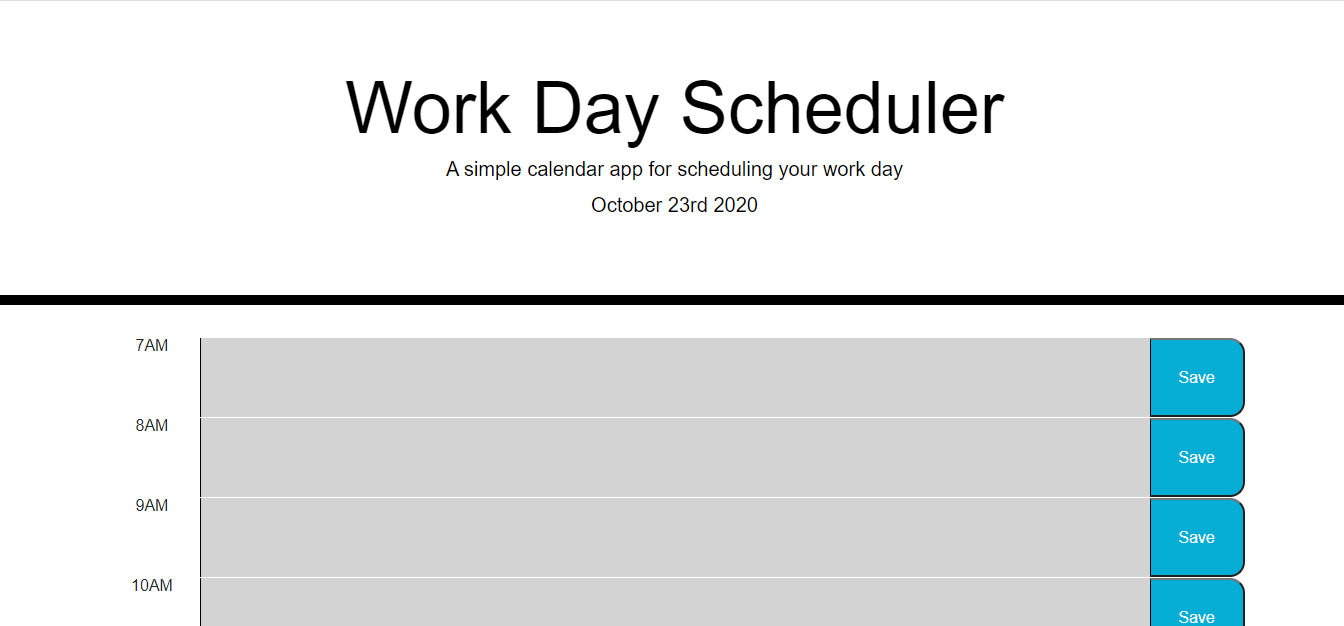 Work Day Scheduler
A simple calendar app for scheduling your work day
October 23rd 2020
7AM
Save
8AM
Save
9AM
Save
10AM
Save